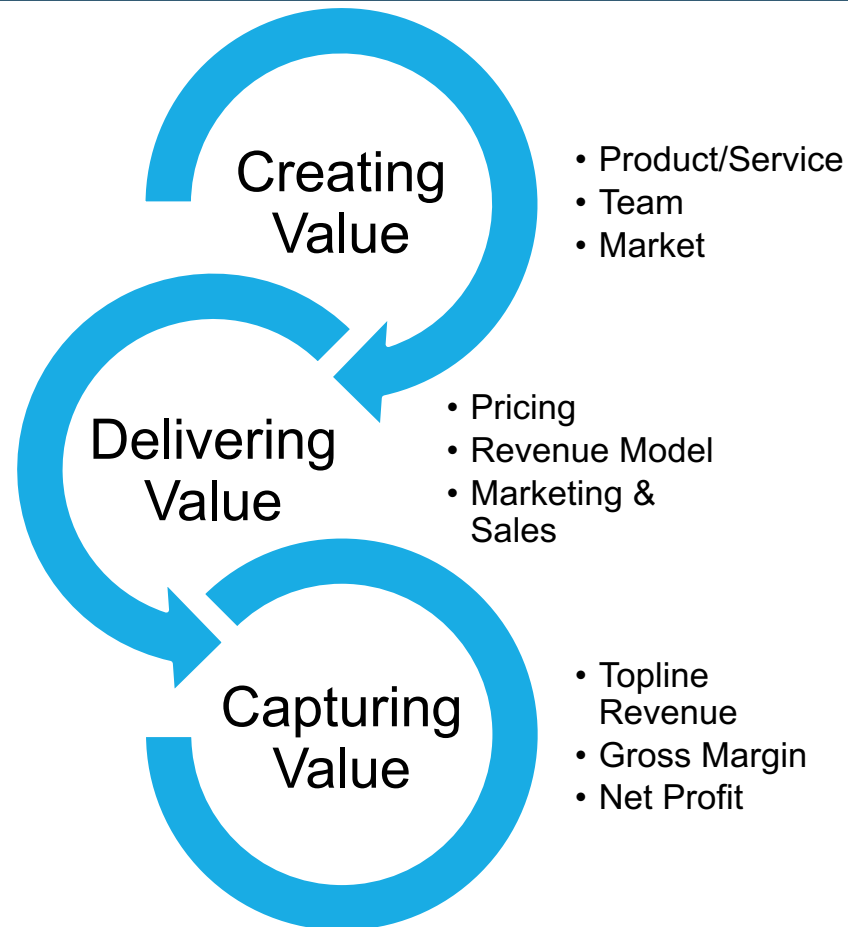 Creating
Value
• Product/Service
• Team
• Market
Delivering
Value
• Pricing
• Revenue Model
• Marketing &
Sales
Capturing
Value
• Topline
Revenue
• Gross Margin
• Net Profit